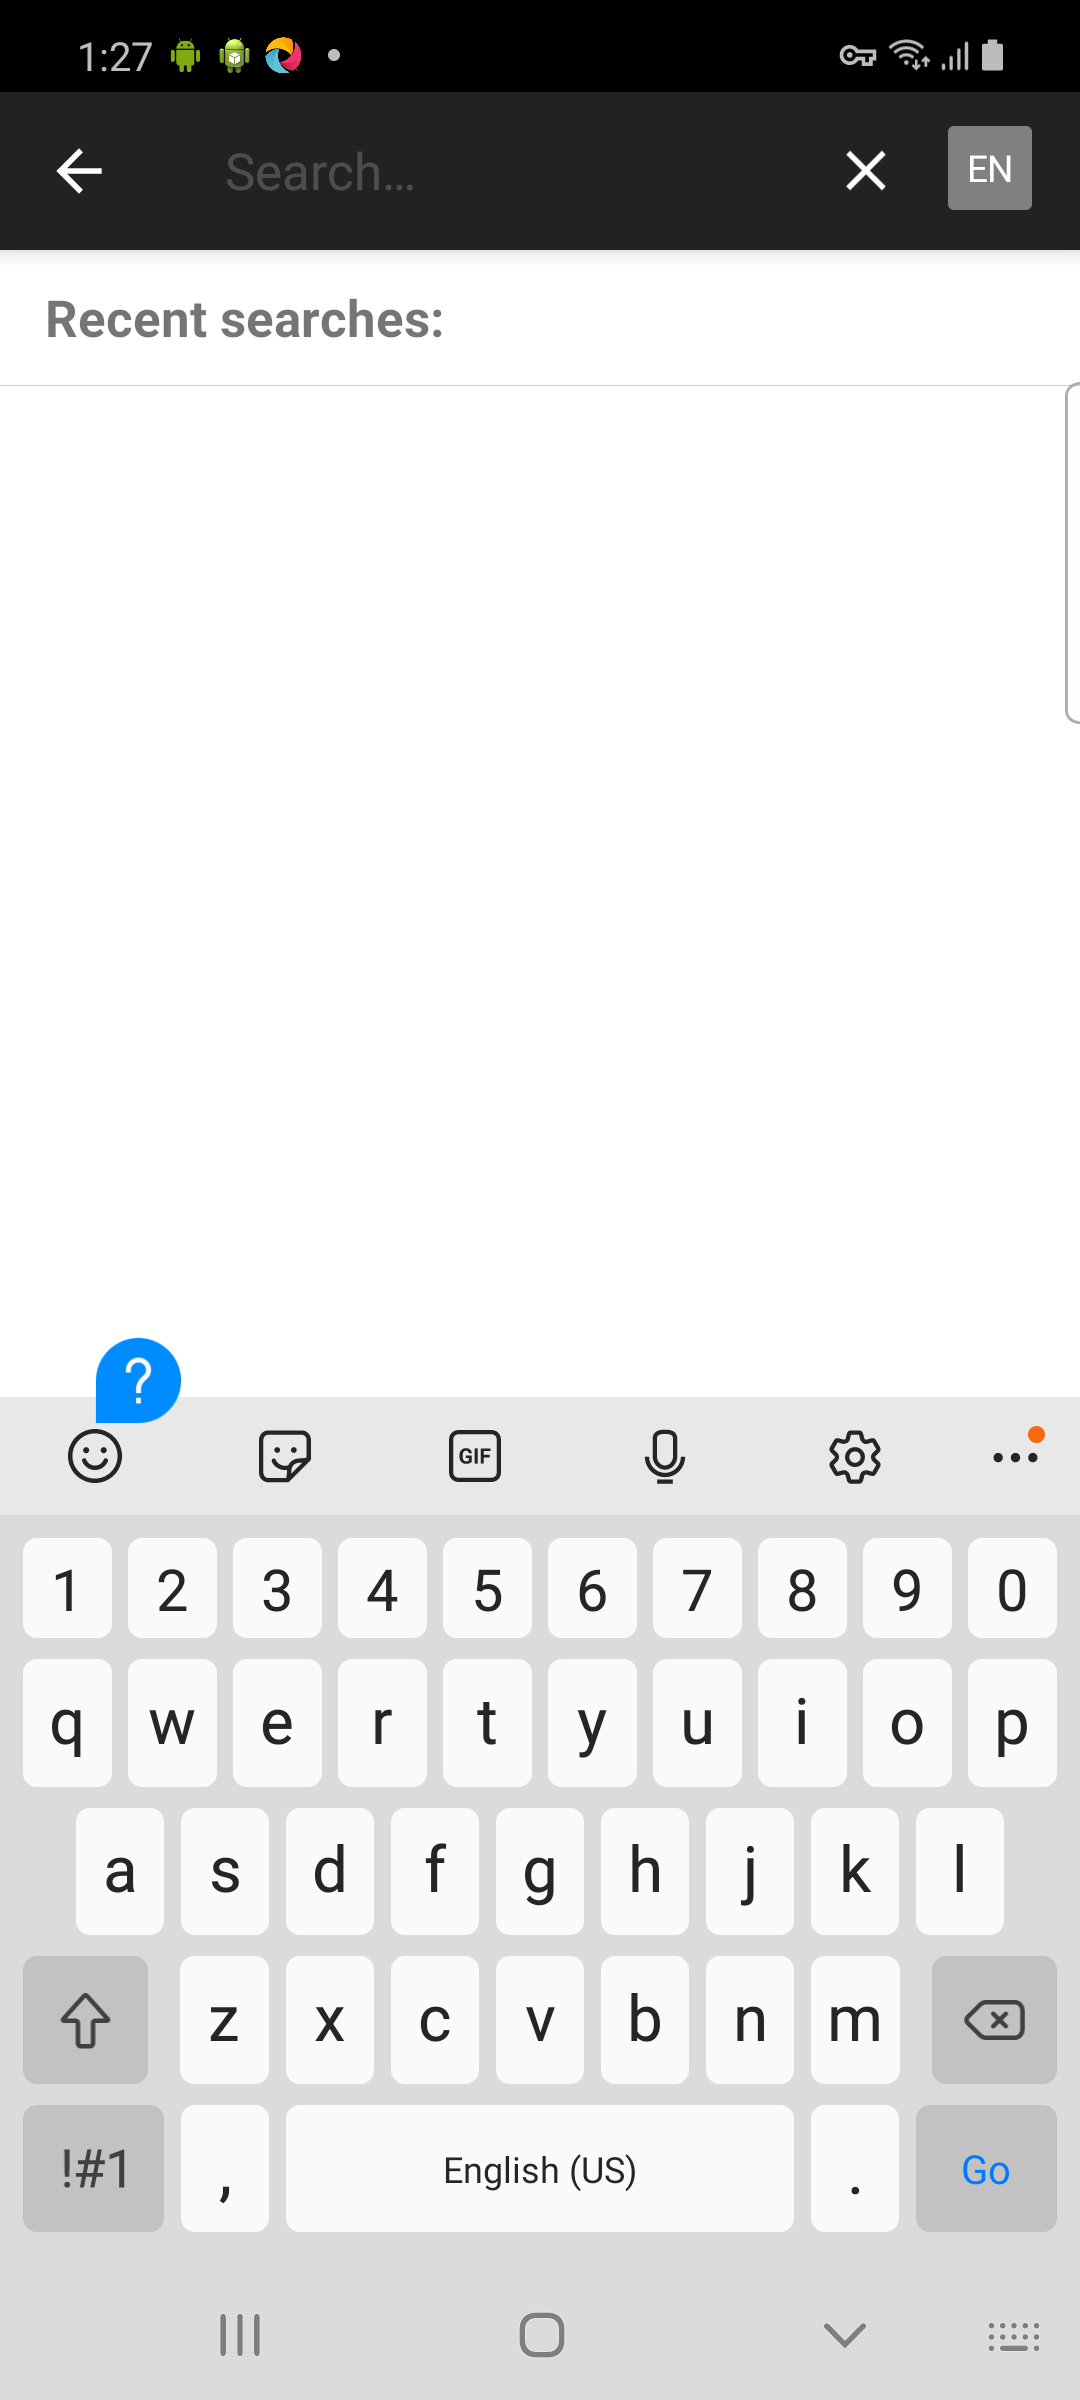 1:27
Search...
EN
Recent searches:
?
GIF
1 2 3 4 5 6 7 8 9 0
q w e r t y u i o p
a s d f g h j k l
z x c v b n m
!#1 , English (US) . Go